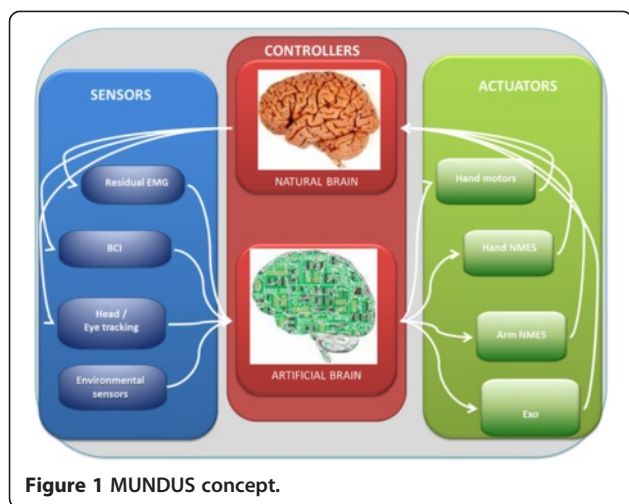 CONTROLLERS
SENSORS
ACTUATORS
NATURAL BRAIN
Residual EMG
Hand motors
BCI
Hand NMES
Head /
Eye tracking
Arm NMES
Environmental
sensors
ARTIFICIAL BRAIN
Exo
Figure 1 MUNDUS concept.